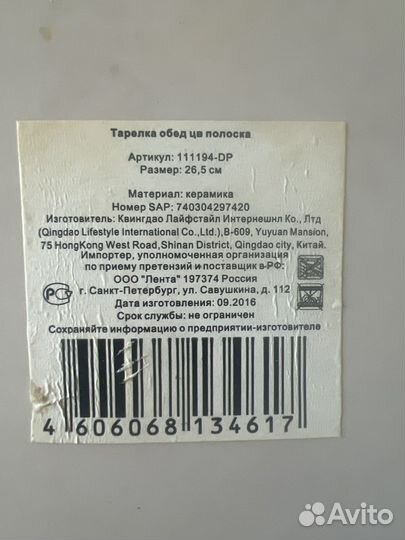 Тарелка обед цв полоска
Артикул: 111194-DP
Размер: 26,5 см
Материал: керамика
Номер SAP: 740304297420
Изготовитель: Квингдао Лайфстайл Интернешнл Ко., Лтд
(Qingdao Lifestyle International Co.,Ltd.),B-609, Yuyuan Mansion,
75 HongKong West Road,Shinan District, Qingdao city, Китай.
Импортер, уполномоченная организация
по приему претензий и поставщик в РФ:
ООО "Лента" 197374 Россия
г. Санкт-Петербург, ул. Савушкина, д. 112
Дата изготовления: 09.2016
Срок службы: не ограничен
Сохраняйте информацию о предприятии-изготовителе
4 606068 134617
Avito